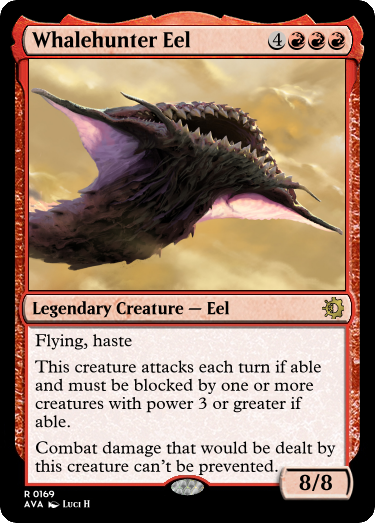 Whalehunter Eel 4
Legendary Creature — Eel
Flying, haste
This creature attacks each turn if able
and must be blocked by one or more
creatures with power 3 or greater if
able.
Combat damage that would be dealt by
this creature can't be prevented.
8/8
R 0169
AVA Luci H